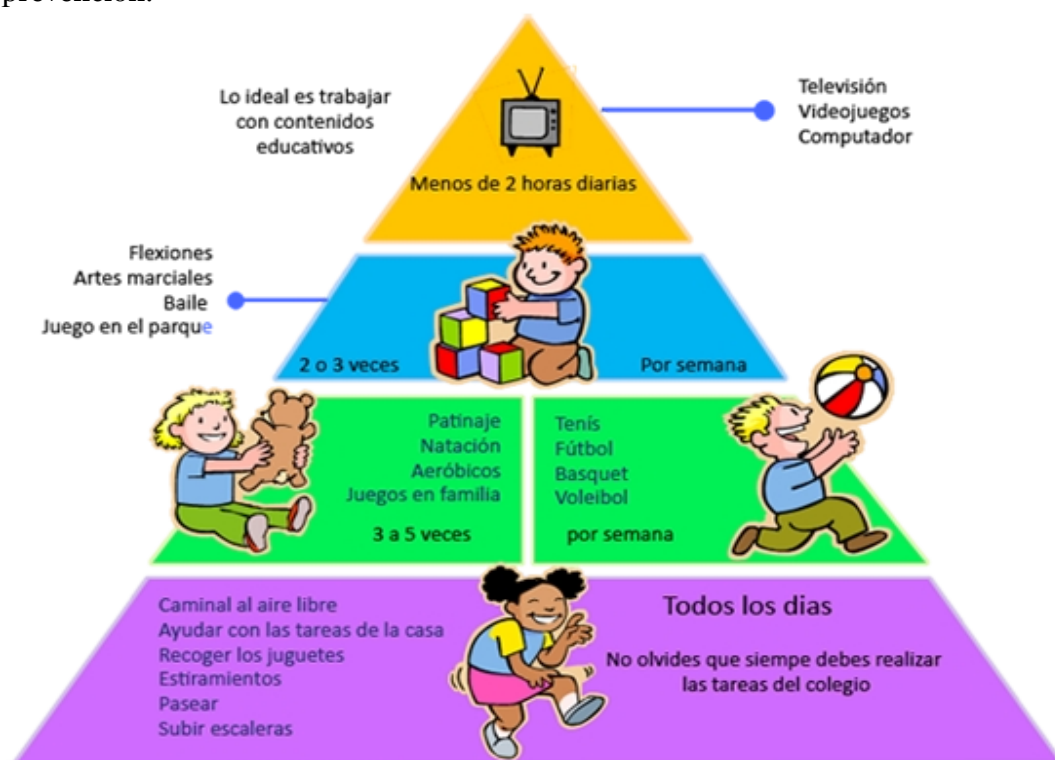 prevención.
Lo ideal es trabajar
con contenidos
educativos
Televisión
Videojuegos
Computador
Menos de 2 horas diarias
Flexiones
Artes marciales
Baile
Juego en el parque
2 o 3 veces
Por semana
Patinaje
Natación
Aeróbicos
Juegos en familia
3 a 5 veces
Tenís
Fútbol
Basquet
Voleibol
por semana
Caminal al aire libre
Ayudar con las tareas de la casa
Recoger los juguetes
Estiramientos
Pasear
Subir escaleras
Todos los dias
No olvides que siempe debes realizar
las tareas del colegio